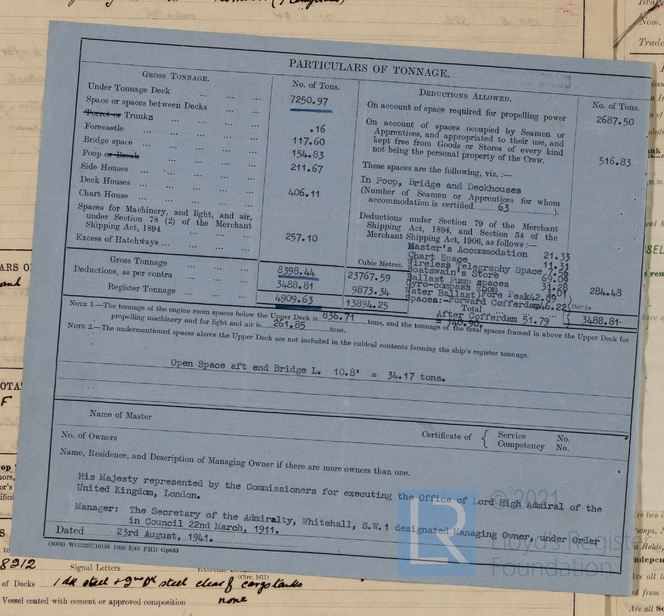 PARTICULARS OF TONNAGE.
GROSS TONNAGE.
No. of Tons.
Under Tonnage Deck ... ... ...
7250.97
Space or spaces between Decks ... ...
Turret or Trunks
Forecastle ... ... ... .16
Bridge space ... ... ... 117.60
Poop or Break ... ... ... 154.83
Side Houses ... ... ... 211.67
Deck Houses ... ... ...
Chart House ... ... ... 406.11
Spaces for Machinery, and light, and air,
under Section 78 (2) of the Merchant
Shipping Act, 1894
Excess of Hatchways ... ... 257.10
Gross Tonnage 8398.44
Deductions, as per contra 3488.81
Register Tonnage 4909.63
Cubic Metres.
23767.59
9873.34
13894.25
DEDUCTIONS ALLOWED.
No. of Tons.
On account of space required for propelling power 2687.50
On account of spaces occupied by Seamen or
Apprentices, and appropriated to their use, and
kept free from Goods or Stores of every kind
not being the personal property of the Crew. 516.83
These spaces are the following, viz. :—
In Poop, Bridge and Deckhouses
(Number of Seamen or Apprentices for whom
accommodation is certified 63 ).
Deductions under Section 79 of the Merchant
Shipping Act, 1894, and Section 54 of the
Merchant Shipping Act, 1906, as follows :—
Master's Accommodation 21.33
Chart Space
Wireless Telegraphy Space
Boatswain's Store
Ballast Pump spaces
Gyro-compass Room
Water Ballast Fore Peak
Spaces: Forward Cofferdam
284.48
Total 3488.81
After Cofferdam 51.79
NOTE 1.—The tonnage of the engine room spaces below the Upper Deck is 836.71 tons, and the tonnage of the total spaces framed in above the Upper Deck for
propelling machinery and for light and air is 261.85 tons.
NOTE 2.—The undermentioned spaces above the Upper Deck are not included in the cubical contents forming the ship's register tonnage.
Open Space aft end Bridge L. 10.8' = 34.17 tons.
Name of Master
Certificate of { Service No.
Competency No.
No. of Owners
Name, Residence, and Description of Managing Owner if there are more owners than one.
His Majesty represented by the Commissioners for executing the Office of Lord High Admiral of the
United Kingdom, London.
Manager: The Secretary of the Admiralty, Whitehall, S.W.1 designated Managing Owner, under Order
in Council 22nd March, 1911.
Dated 23rd August, 1941.
Signal Letters
of Decks 1 dk steel + 2nd dk steel clear of cargo tanks
Vessel coated with cement or approved composition none
© 2021
Lloyd's Register
Foundation